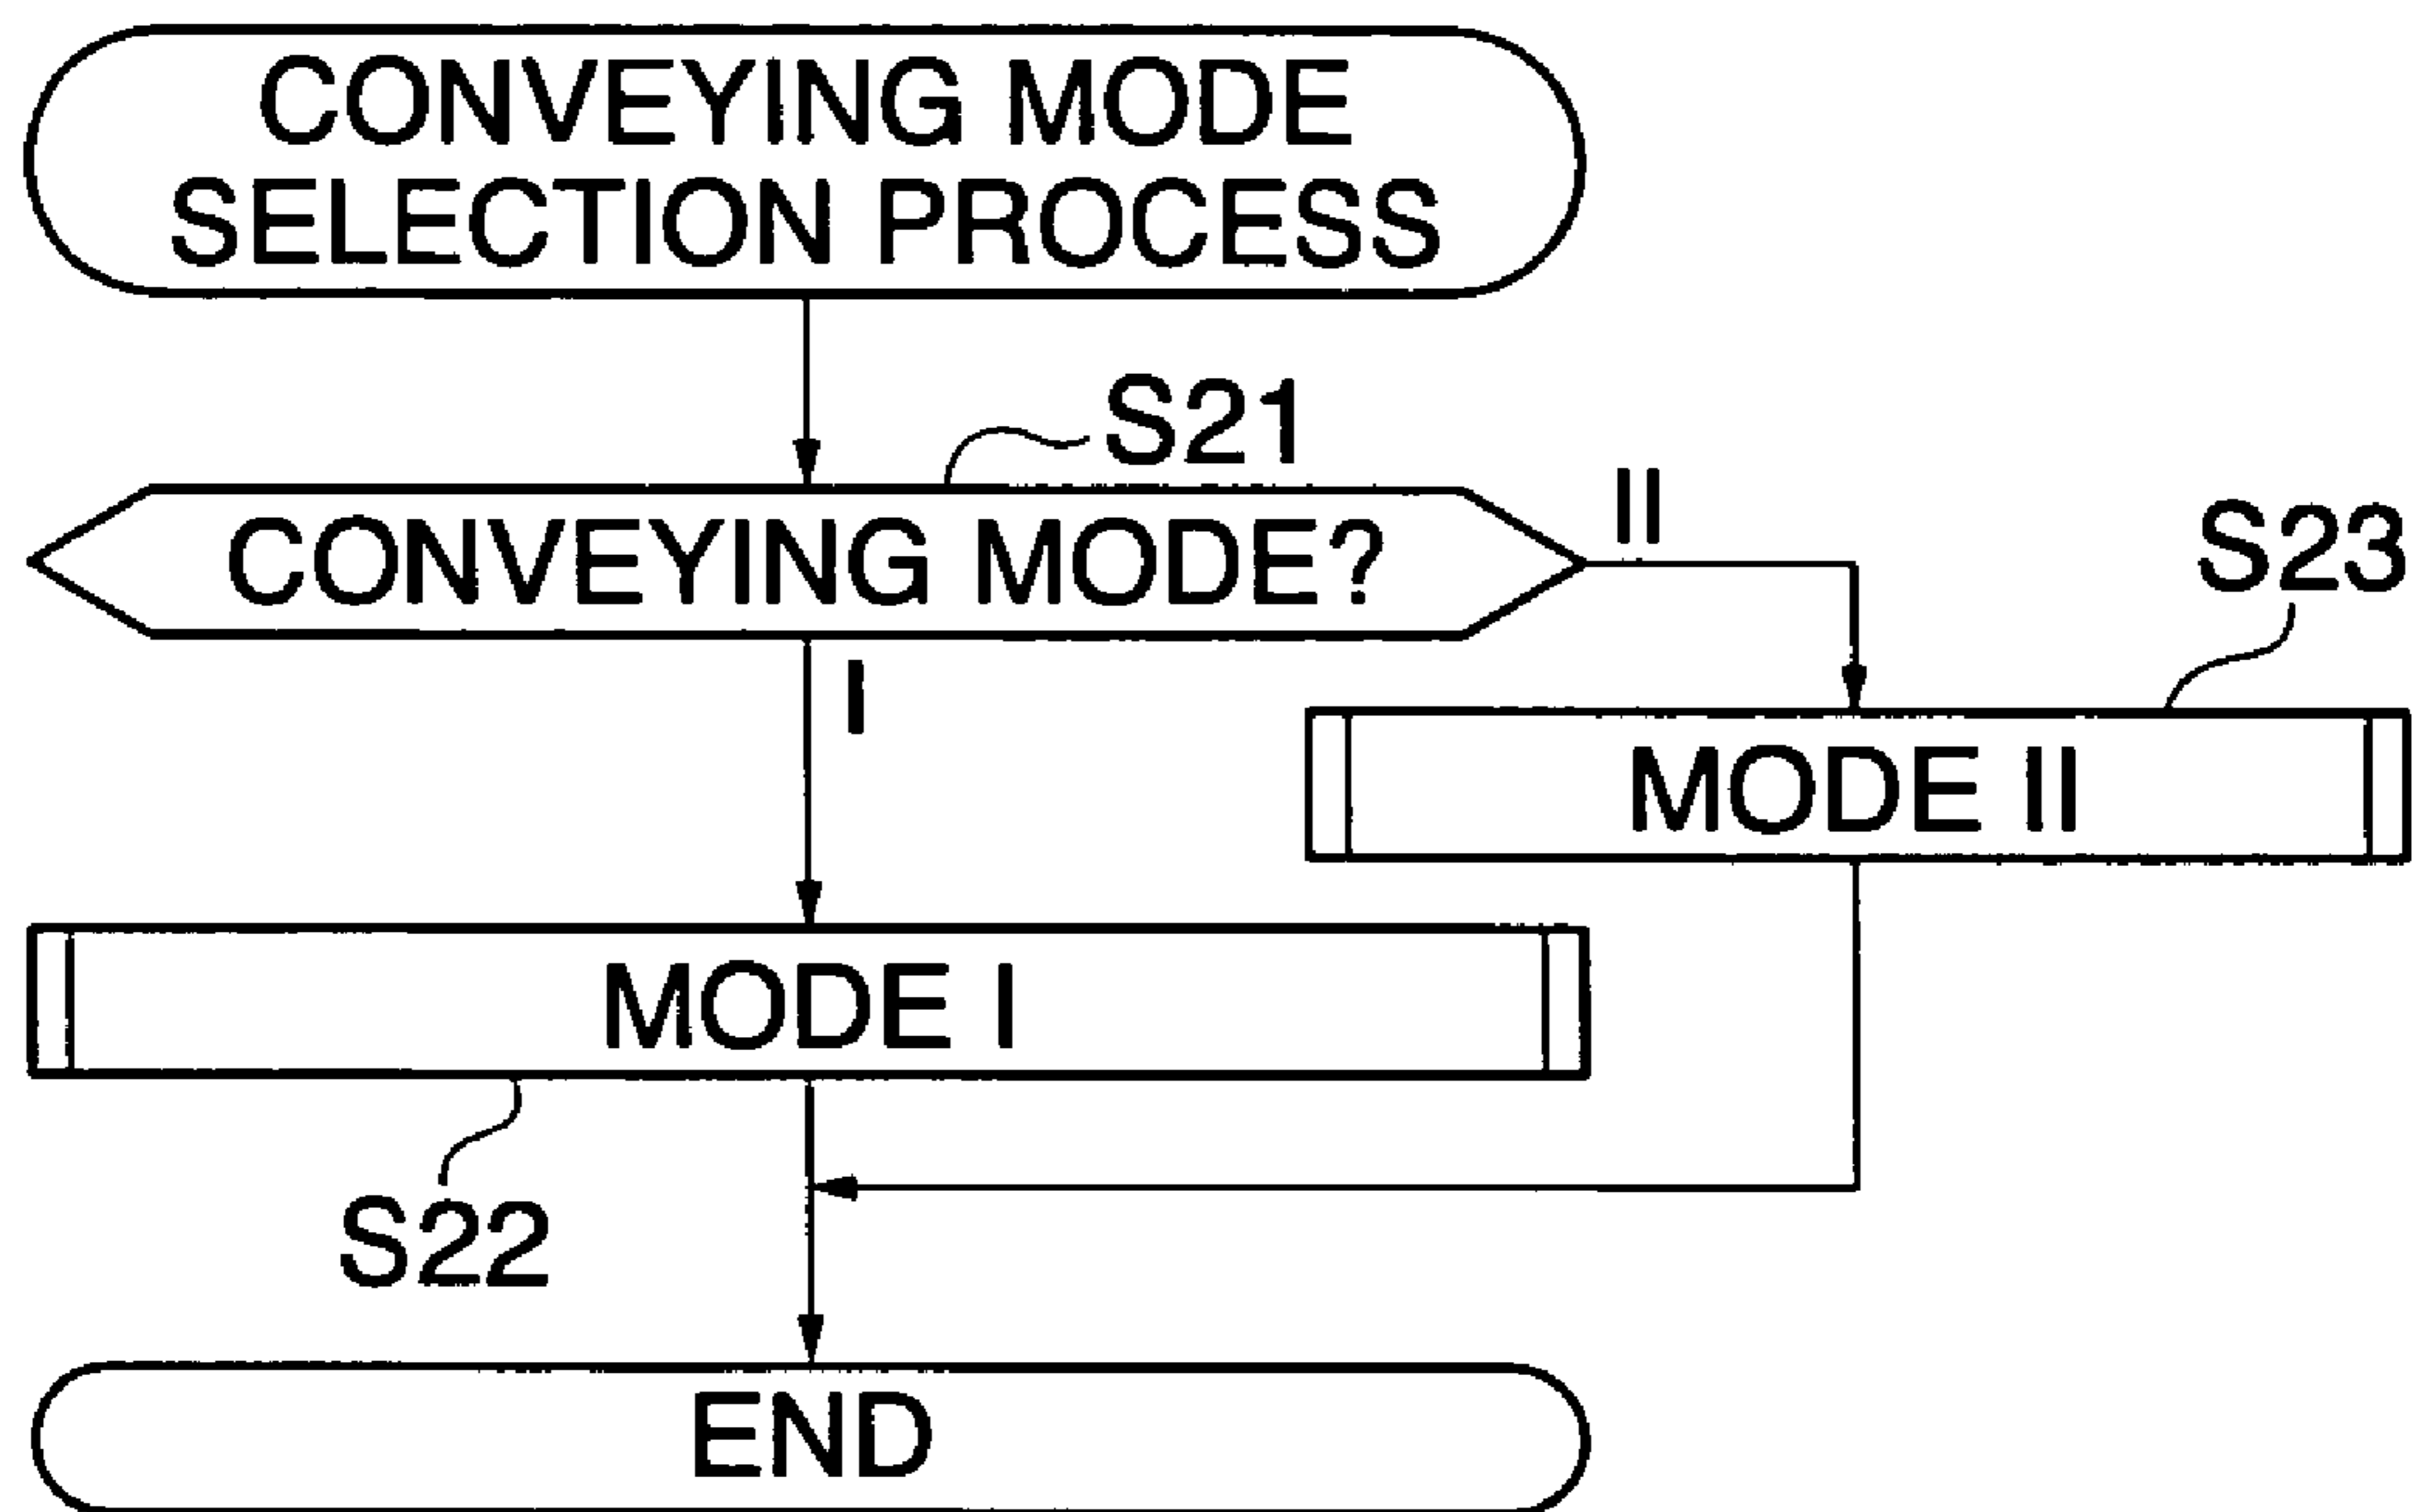 CONVEYING MODE
SELECTION PROCESS
S21
CONVEYING MODE?
II
S23
I
MODE II
MODE I
S22
END